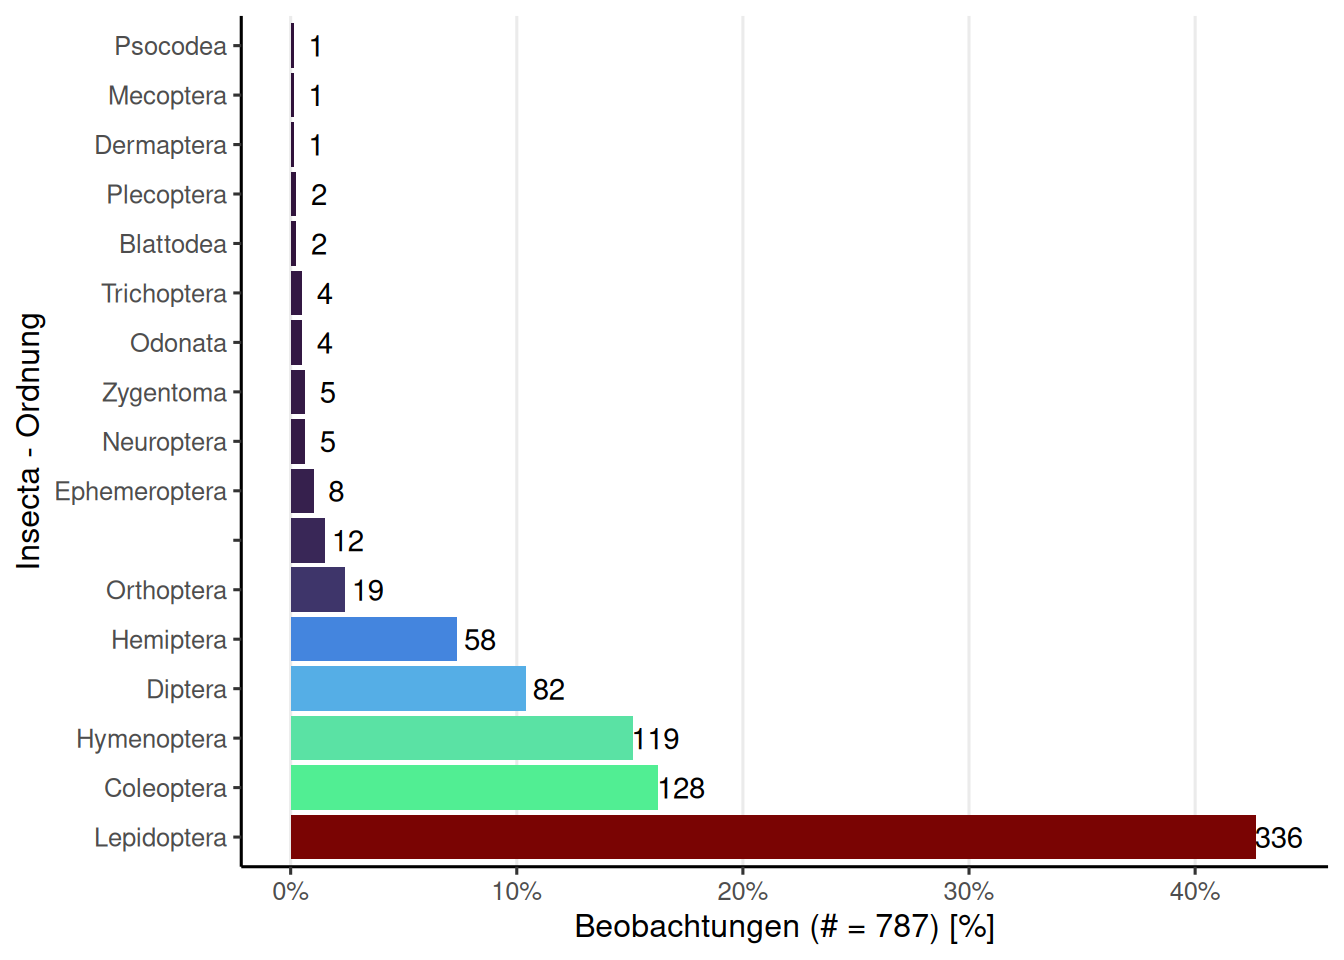 Insecta - Ordnung
Psocodea 1
Mecoptera 1
Dermaptera 1
Plecoptera 2
Blattodea 2
Trichoptera 4
Odonata 4
Zygentoma 5
Neuroptera 5
Ephemeroptera 8
12
Orthoptera 19
Hemiptera 58
Diptera 82
Hymenoptera 119
Coleoptera 128
Lepidoptera 336
0% 10% 20% 30% 40%
Beobachtungen (# = 787) [%]